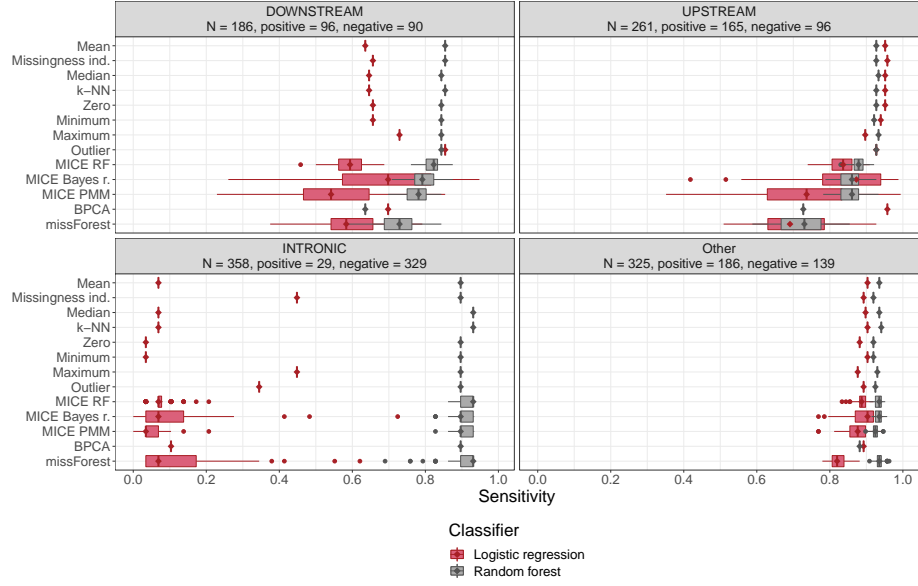 DOWNSTREAM
N = 186, positive = 96, negative = 90
UPSTREAM
N = 261, positive = 165, negative = 96
Mean
Missingness ind.
Median
k−NN
Zero
Minimum
Maximum
Outlier
MICE RF
MICE Bayes r.
MICE PMM
BPCA
missForest
INTRONIC
N = 358, positive = 29, negative = 329
Other
N = 325, positive = 186, negative = 139
Mean
Missingness ind.
Median
k−NN
Zero
Minimum
Maximum
Outlier
MICE RF
MICE Bayes r.
MICE PMM
BPCA
missForest
0.0 0.2 0.4 0.6 0.8 1.0 0.0 0.2 0.4 0.6 0.8 1.0
Sensitivity
Classifier
Logistic regression
Random forest